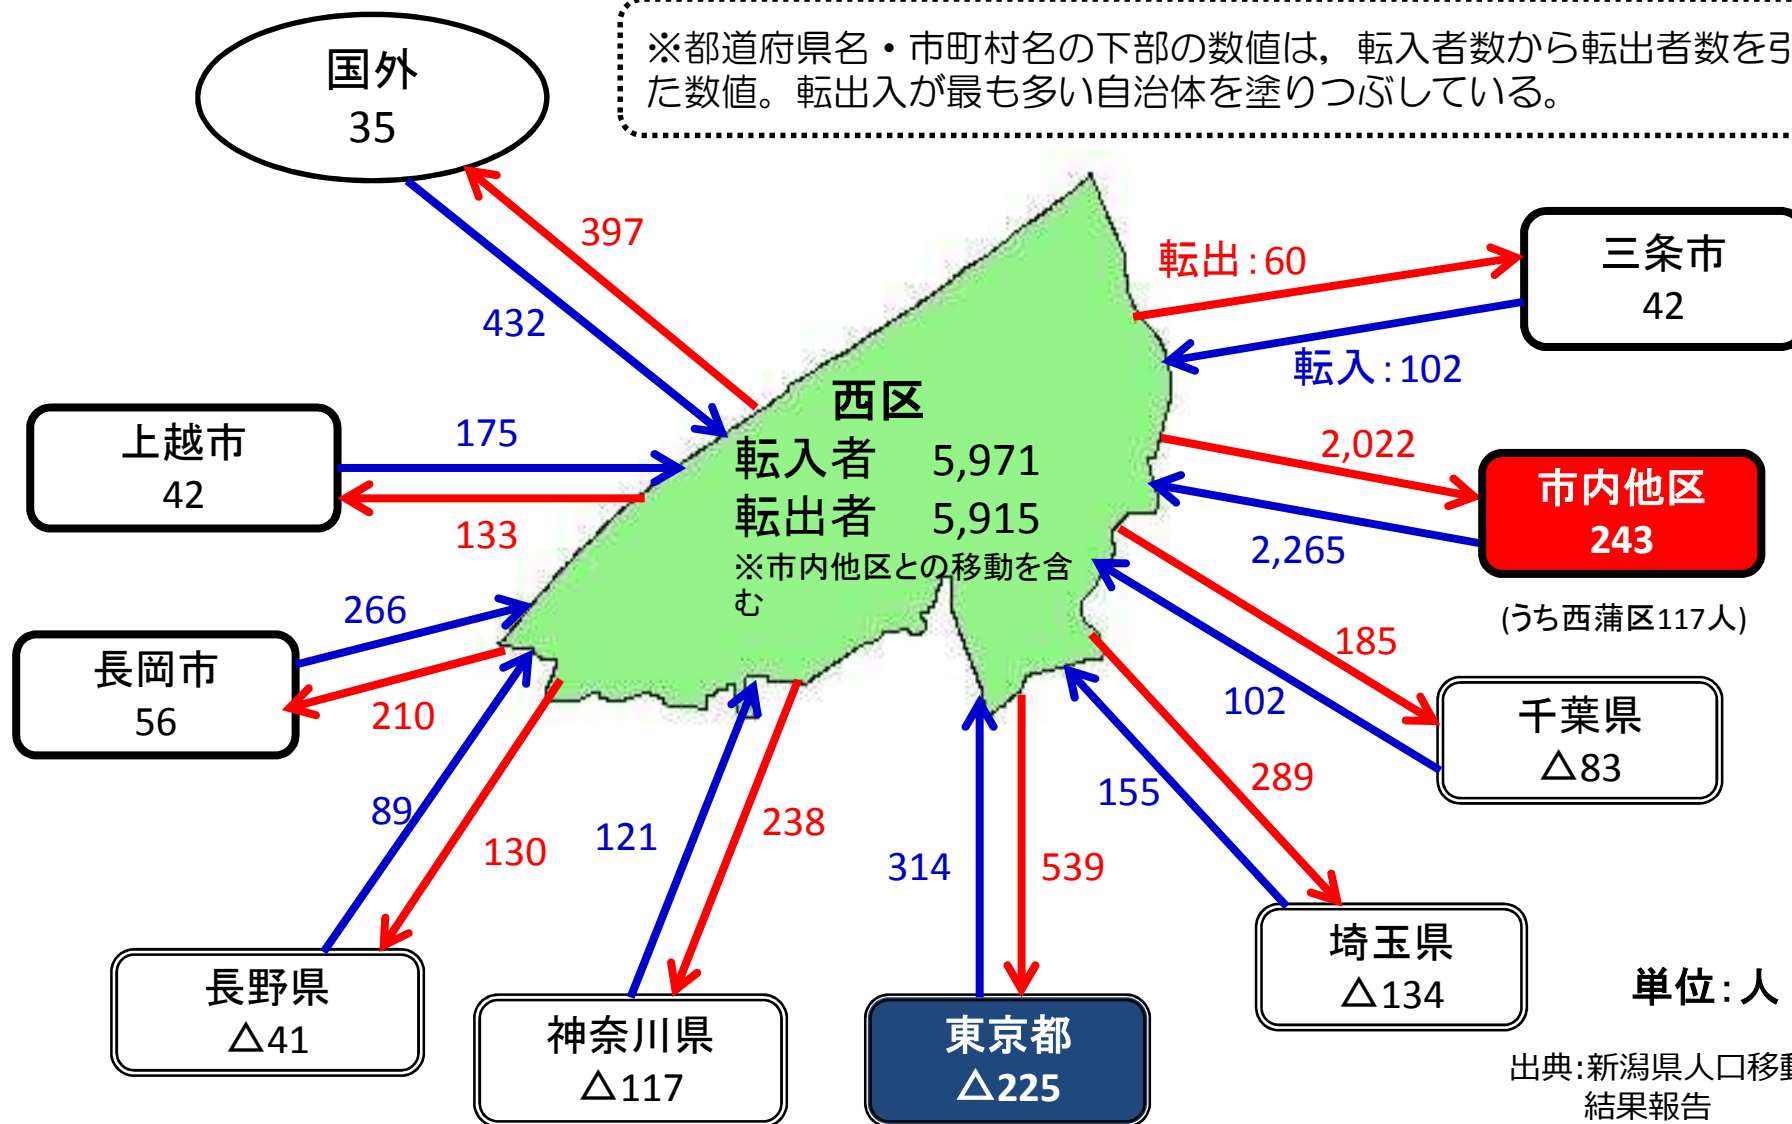 ※都道府県名・市町村名の下部の数値は，転入者数から転出者数を引
た数値。転出入が最も多い自治体を塗りつぶしている。
国外
35
397
432
転出：60
三条市
42
転入：102
西区
転入者 5,971
転出者 5,915
※市内他区との移動を含
む
上越市
42
175
133
2,022
市内他区
243
2,265
(うち西蒲区117人)
266
長岡市
56
210
185
102
千葉県
△83
89
130
121
238
314
539
155
289
長野県
△41
神奈川県
△117
東京都
△225
埼玉県
△134
単位：人
出典：新潟県人口移動
結果報告